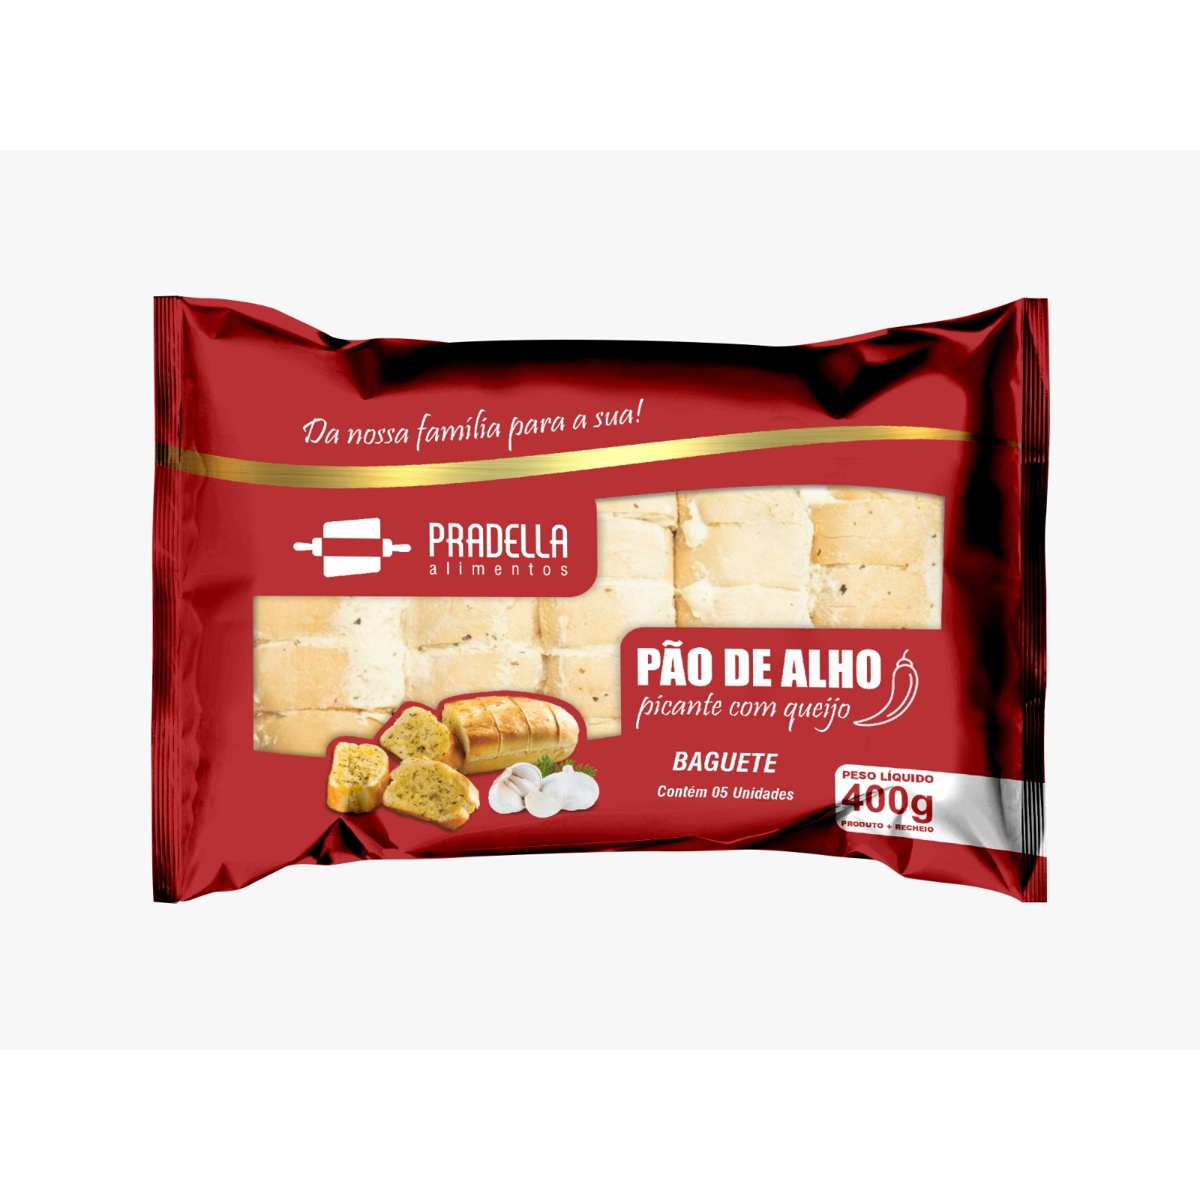 Da nossa família para a sua!
PRADELLA
alimentos
PÃO DE ALHO
picante com queijo
BAGUETE
Contém 05 Unidades
PESO LÍQUIDO
400g
PRODUTO + RECHEIO